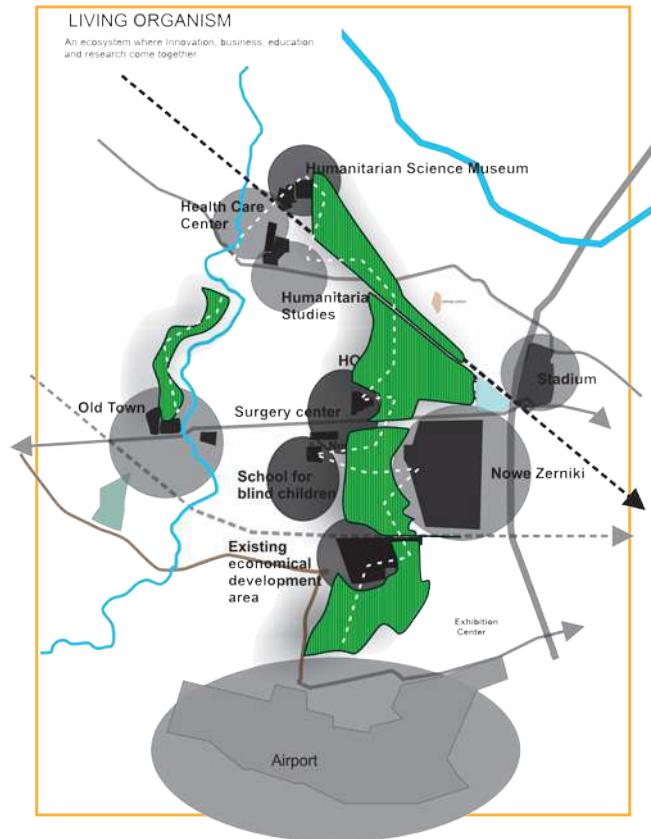 LIVING ORGANISM
An ecosystem where Innovation, business, education
and research come together.
Humanitarian Science Museum
Health Care
Center
Humanitaria
Studies
HO
Stadium
Old Town
Surgery center
School for
blind children
Nowe Zerniki
Existing
economical
development
area
Exhibition
Center
Airport